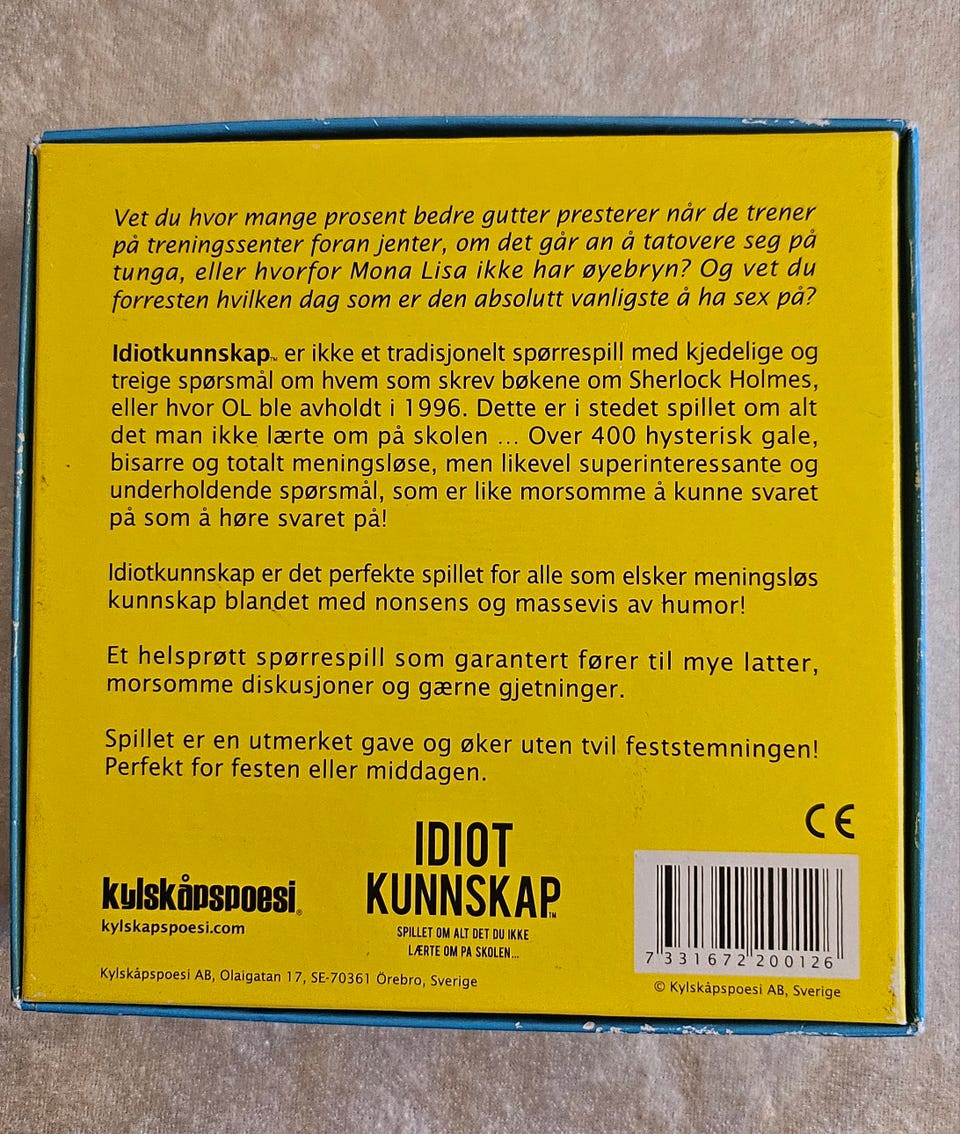 Vet du hvor mange prosent bedre gutter presterer når de trener
på treningssenter foran jenter, om det går an å tatovere seg på
tunga, eller hvorfor Mona Lisa ikke har øyebryn? Og vet du
forresten hvilken dag som er den absolutt vanligste å ha sex på?
Idiotkunnskap™ er ikke et tradisjonelt spørrespill med kjedelige og
treige spørsmål om hvem som skrev bøkene om Sherlock Holmes,
eller hvor OL ble avholdt i 1996. Dette er i stedet spillet om alt
det man ikke lærte om på skolen ... Over 400 hysterisk gale,
bisarre og totalt meningsløse, men likevel superinteressante og
underholdende spørsmål, som er like morsomme å kunne svaret
på som å høre svaret på!
Idiotkunnskap er det perfekte spillet for alle som elsker meningsløs
kunnskap blandet med nonsens og massevis av humor!
Et helsprøtt spørrespill som garantert fører til mye latter,
morsomme diskusjoner og gærne gjetninger.
Spillet er en utmerket gave og øker uten tvil feststemningen!
Perfekt for festen eller middagen.
CE
IDIOT
KUNNSKAP™
SPILLET OM ALT DET DU IKKE
LÆRTE OM PA SKOLEN...
kylskåpspoesi®
kylskapspoesi.com
Kylskåpspoesi AB, Olaigatan 17, SE-70361 Örebro, Sverige
7 331672 200126
© Kylskåpspoesi AB, Sverige